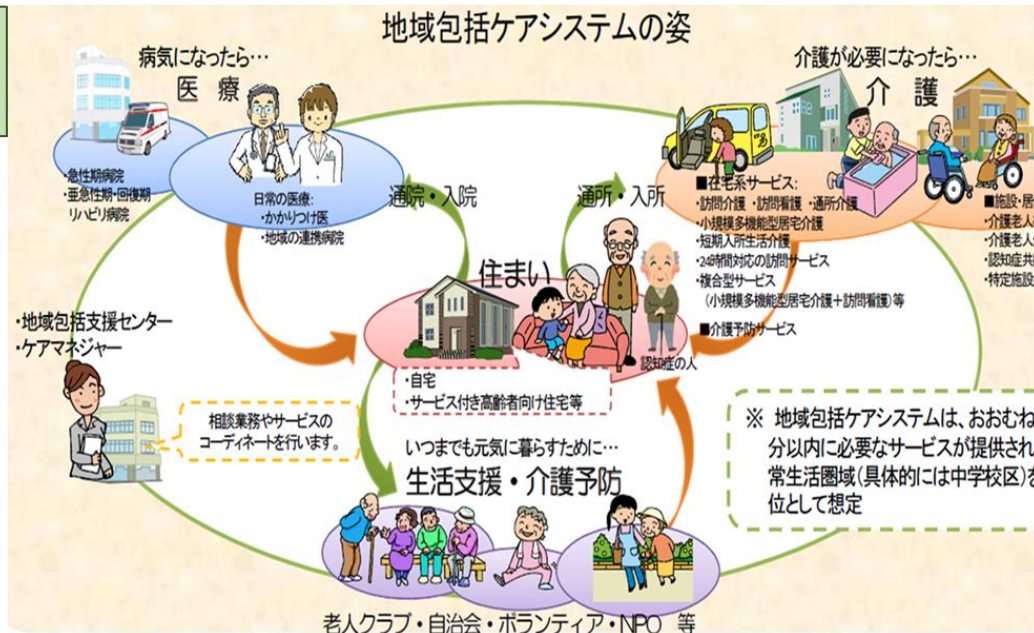 地域包括ケアシステムの姿
病気になったら…
医 療
・急性期病院
・亜急性期・回復期
リハビリ病院
日常の医療:
・かかりつけ医
・地域の連携病院
通院・入院
介護が必要になったら…
介 護
通所・入所
■在宅系サービス:
・訪問介護 ・訪問看護 ・通所介護
・小規模多機能型居宅介護
・短期入所生活介護
・24時間対応の訪問サービス
・複合型サービス
(小規模多機能型居宅介護+訪問看護)等
■介護予防サービス
■施設・居
・介護老人
・介護老人
・認知症共
・特定施設
住まい
認知症の人
・自宅
・サービス付き高齢者向け住宅等
・地域包括支援センター
・ケアマネジャー
相談業務やサービスの
コーディネートを行います。
いつまでも元気に暮らすために…
生活支援・介護予防
老人クラブ・自治会・ボランティア・NPO 等
※ 地域包括ケアシステムは、おおむね
分以内に必要なサービスが提供され
常生活圏域(具体的には中学校区)を
位として想定